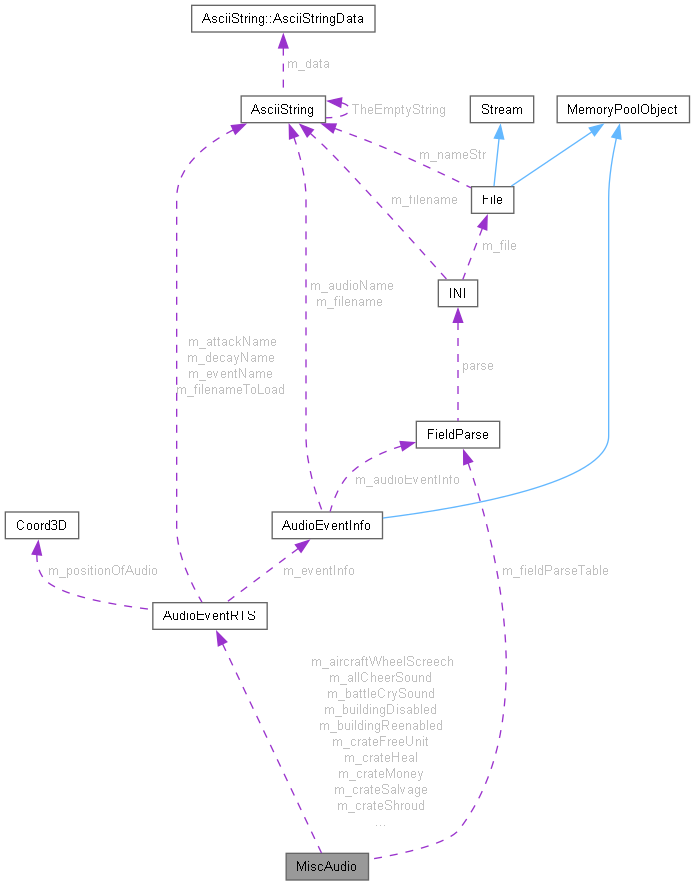 AsciiString::AsciiStringData
m_data
AsciiString
TheEmptyString
Stream
MemoryPoolObject
m_nameStr
m_filename
File
m_file
m_audioName
m_filename
INI
m_attackName
m_decayName
m_eventName
m_filenameToLoad
parse
FieldParse
m_audioEventInfo
Coord3D
AudioEventInfo
m_positionOfAudio
m_eventInfo
m_fieldParseTable
AudioEventRTS
m_aircraftWheelScreech
m_allCheerSound
m_battleCrySound
m_buildingDisabled
m_buildingReenabled
m_crateFreeUnit
m_crateHeal
m_crateMoney
m_crateSalvage
m_crateShroud
...
MiscAudio